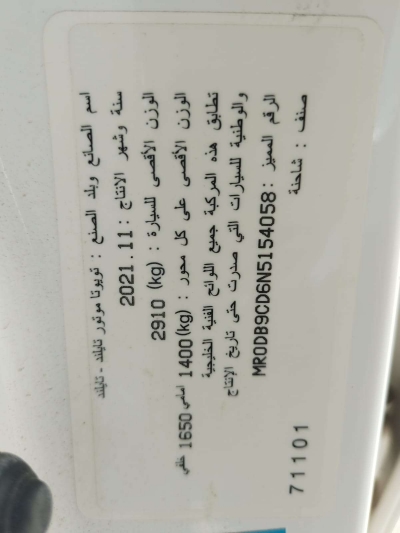 اسم الصانع وبلد الصنع : تويوتا موتور تايلند - تايلند
سنة وشهر الانتاج : 2021.11
الوزن الأقصى للسيارة : 2910 (kg)
الوزن الأقصى على كل محور : 1400(kg) امامي 1650 خلفي
تطابق هذه المركبة جميع اللوائح الفنية الخليجية
والوطنية للسيارات التي صدرت حتى تاريخ الإنتاج
الرقم المميز : MR0DB9CD6N5154058
صنف : شاحنة
711101